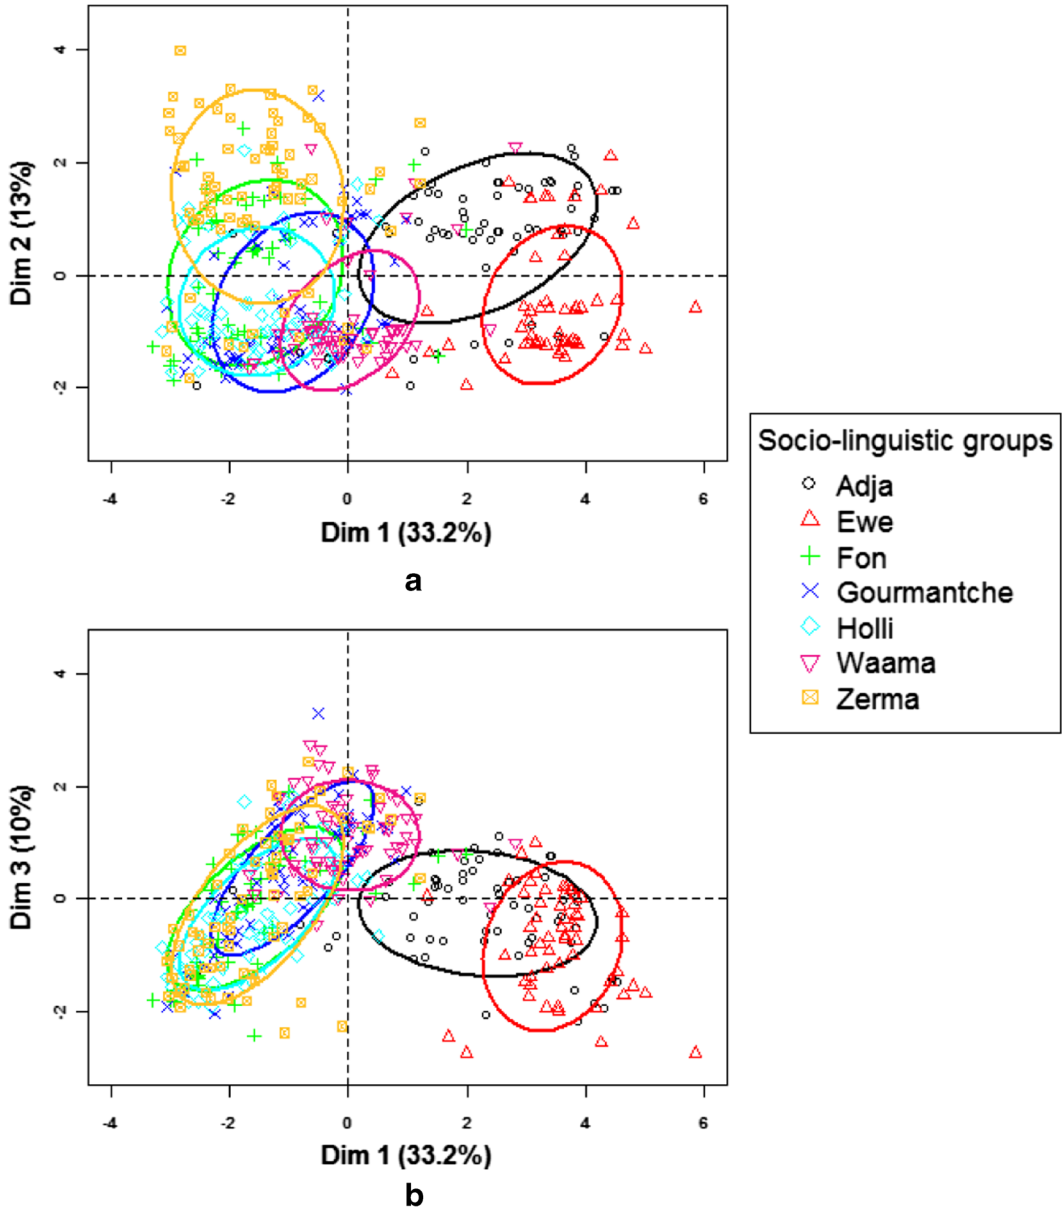 4
2
0
-2
Dim 2 (13%)
-4 -2 0 2 4 6
Dim 1 (33.2%)
a
Socio-linguistic groups
Adja
Ewe
Fon
Gourmantche
Holli
Waama
Zerma
4
2
0
-2
Dim 3 (10%)
-4 -2 0 2 4 6
Dim 1 (33.2%)
b